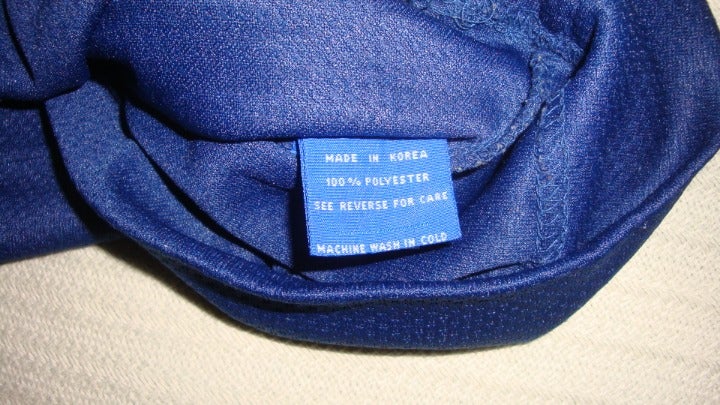 MADE IN KOREA
100% POLYESTER
SEE REVERSE FOR CARE
MACHINE WASH IN COLD